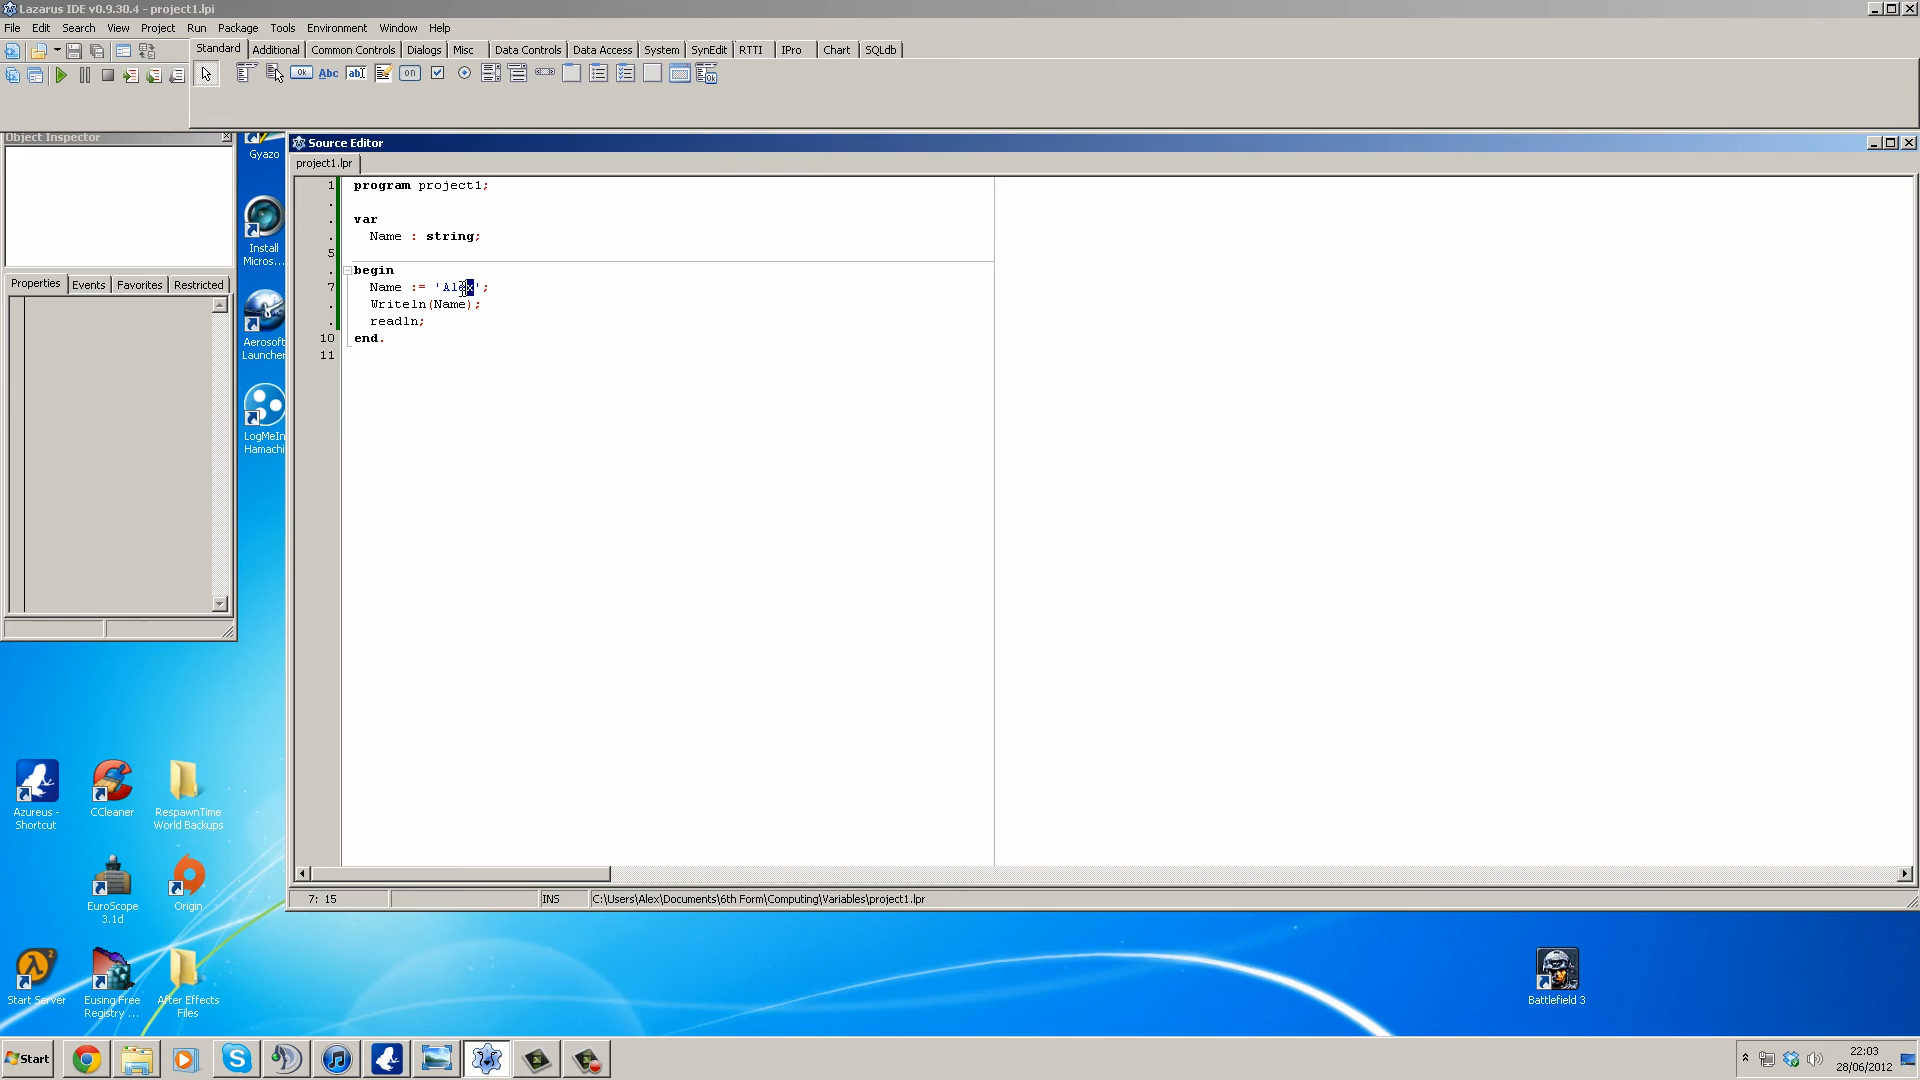 Lazarus IDE v0.9.30.4 - project1.lpi
File Edit Search View Project Run Package Tools Environment Window Help
Standard Additional Common Controls Dialogs Misc Data Controls Data Access System SynEdit RTTI IPro Chart SQLdb
Ok Abc ab on
Object Inspector
Properties Events Favorites Restricted
Gyazo
Install
Micros...
Aerosoft
Launcher
LogMeIn
Hamachi
Source Editor
project1.lpr
1 program project1;
.
. var
. Name : string;
5
. begin
7 Name := 'Alex';
. Writeln(Name);
. readln;
10 end.
11
7: 15 INS C:\Users\Alex\Documents\6th Form\Computing\Variables\project1.lpr
Azureus -
Shortcut
CCleaner
RespawnTime
World Backups
EuroScope
3.1d
Origin
Start Server
Eusing Free
Registry ...
After Effects
Files
Battlefield 3
Start
22:03
28/06/2012